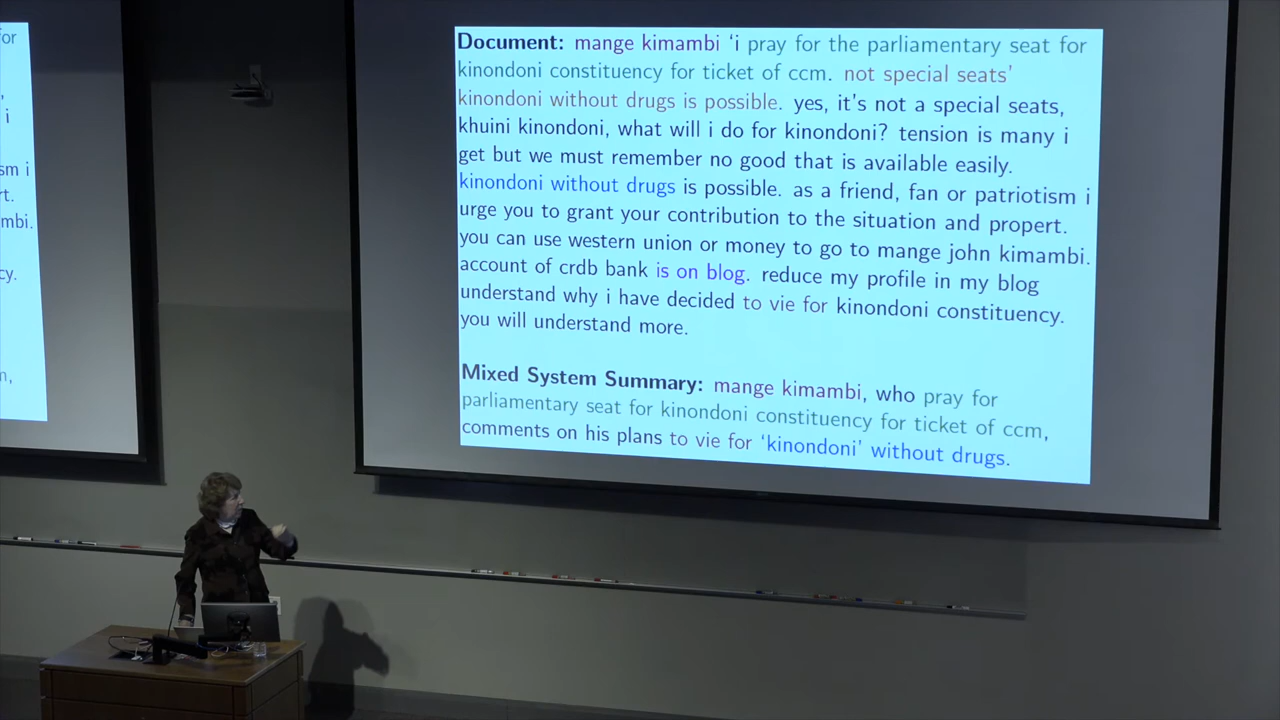 for
,
i
sm i
rt.
mbi.
cy.
n,
Document: mange kimambi ‘i pray for the parliamentary seat for
kinondoni constituency for ticket of ccm. not special seats’
kinondoni without drugs is possible. yes, it’s not a special seats,
khuini kinondoni, what will i do for kinondoni? tension is many i
get but we must remember no good that is available easily.
kinondoni without drugs is possible. as a friend, fan or patriotism i
urge you to grant your contribution to the situation and propert.
you can use western union or money to go to mange john kimambi.
account of crdb bank is on blog. reduce my profile in my blog
understand why i have decided to vie for kinondoni constituency.
you will understand more.
Mixed System Summary: mange kimambi, who pray for
parliamentary seat for kinondoni constituency for ticket of ccm,
comments on his plans to vie for ‘kinondoni’ without drugs.